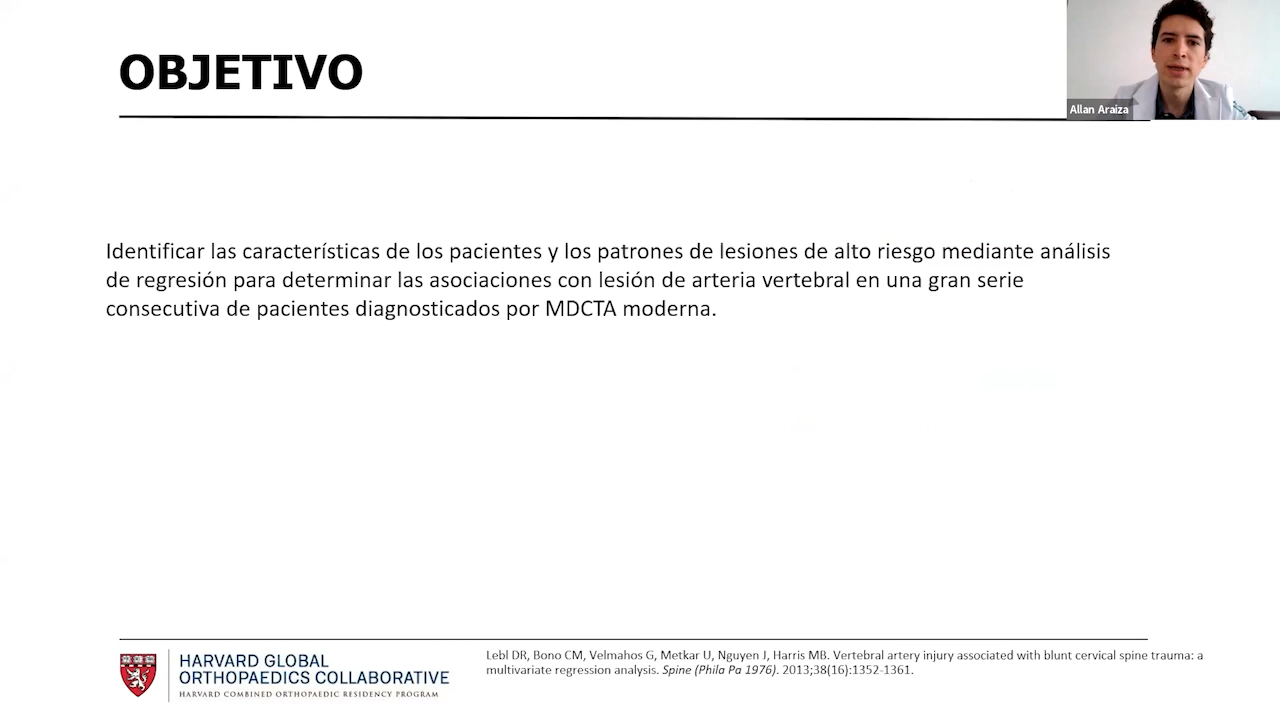 OBJETIVO
Allan Araiza
Identificar las características de los pacientes y los patrones de lesiones de alto riesgo mediante análisis
de regresión para determinar las asociaciones con lesión de arteria vertebral en una gran serie
consecutiva de pacientes diagnosticados por MDCTA moderna.
HARVARD GLOBAL
ORTHOPAEDICS COLLABORATIVE
HARVARD COMBINED ORTHOPAEDIC RESIDENCY PROGRAM
Lebl DR, Bono CM, Velmahos G, Metkar U, Nguyen J, Harris MB. Vertebral artery injury associated with blunt cervical spine trauma: a
multivariate regression analysis. Spine (Phila Pa 1976). 2013;38(16):1352-1361.